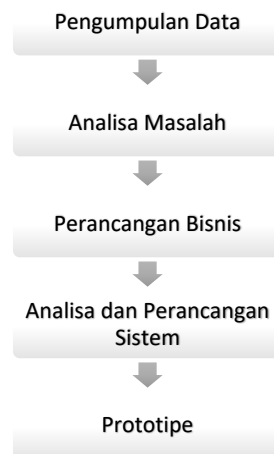 Pengumpulan Data
Analisa Masalah
Perancangan Bisnis
Analisa dan Perancangan
Sistem
Prototipe